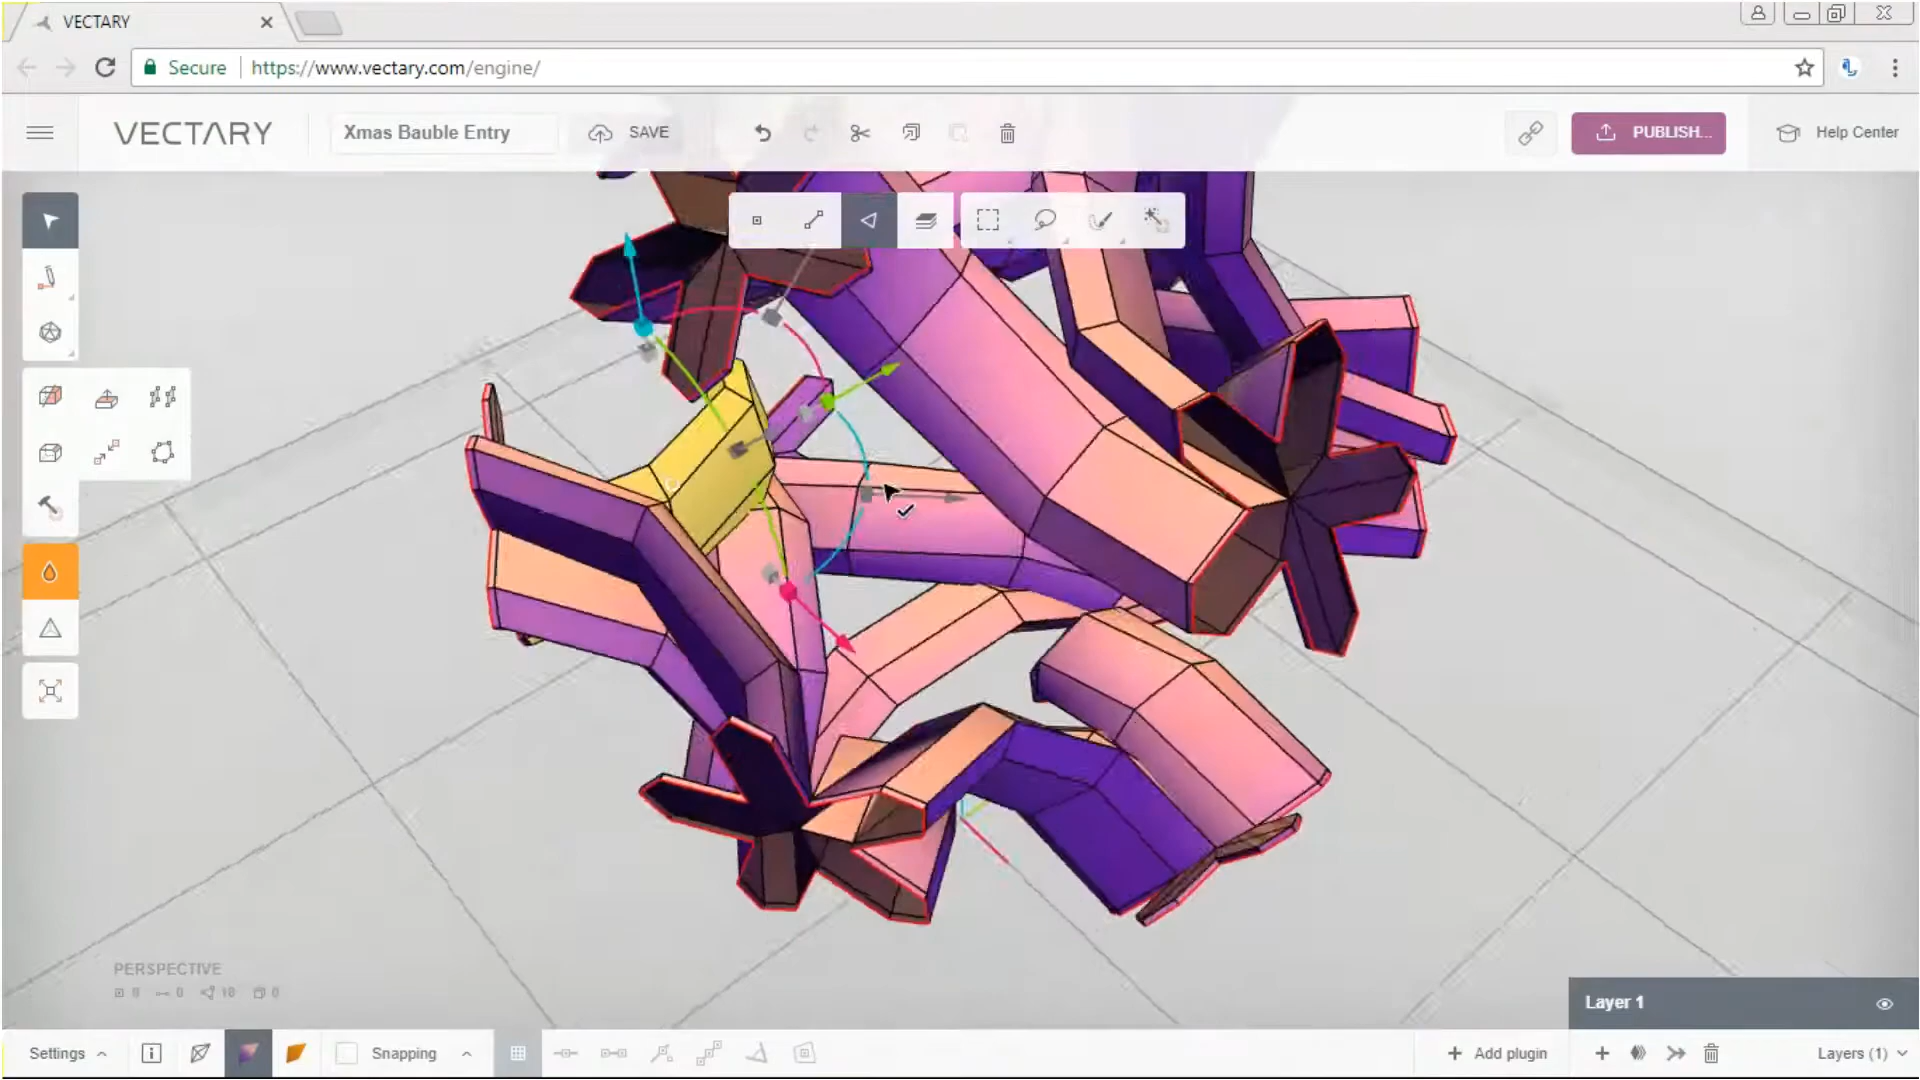 VECTARY
Secure
https://www.vectary.com/engine/
VECTARY
Xmas Bauble Entry
SAVE
PUBLISH...
Help Center
PERSPECTIVE
Layer 1
Settings
Snapping
Add plugin
Layers (1)